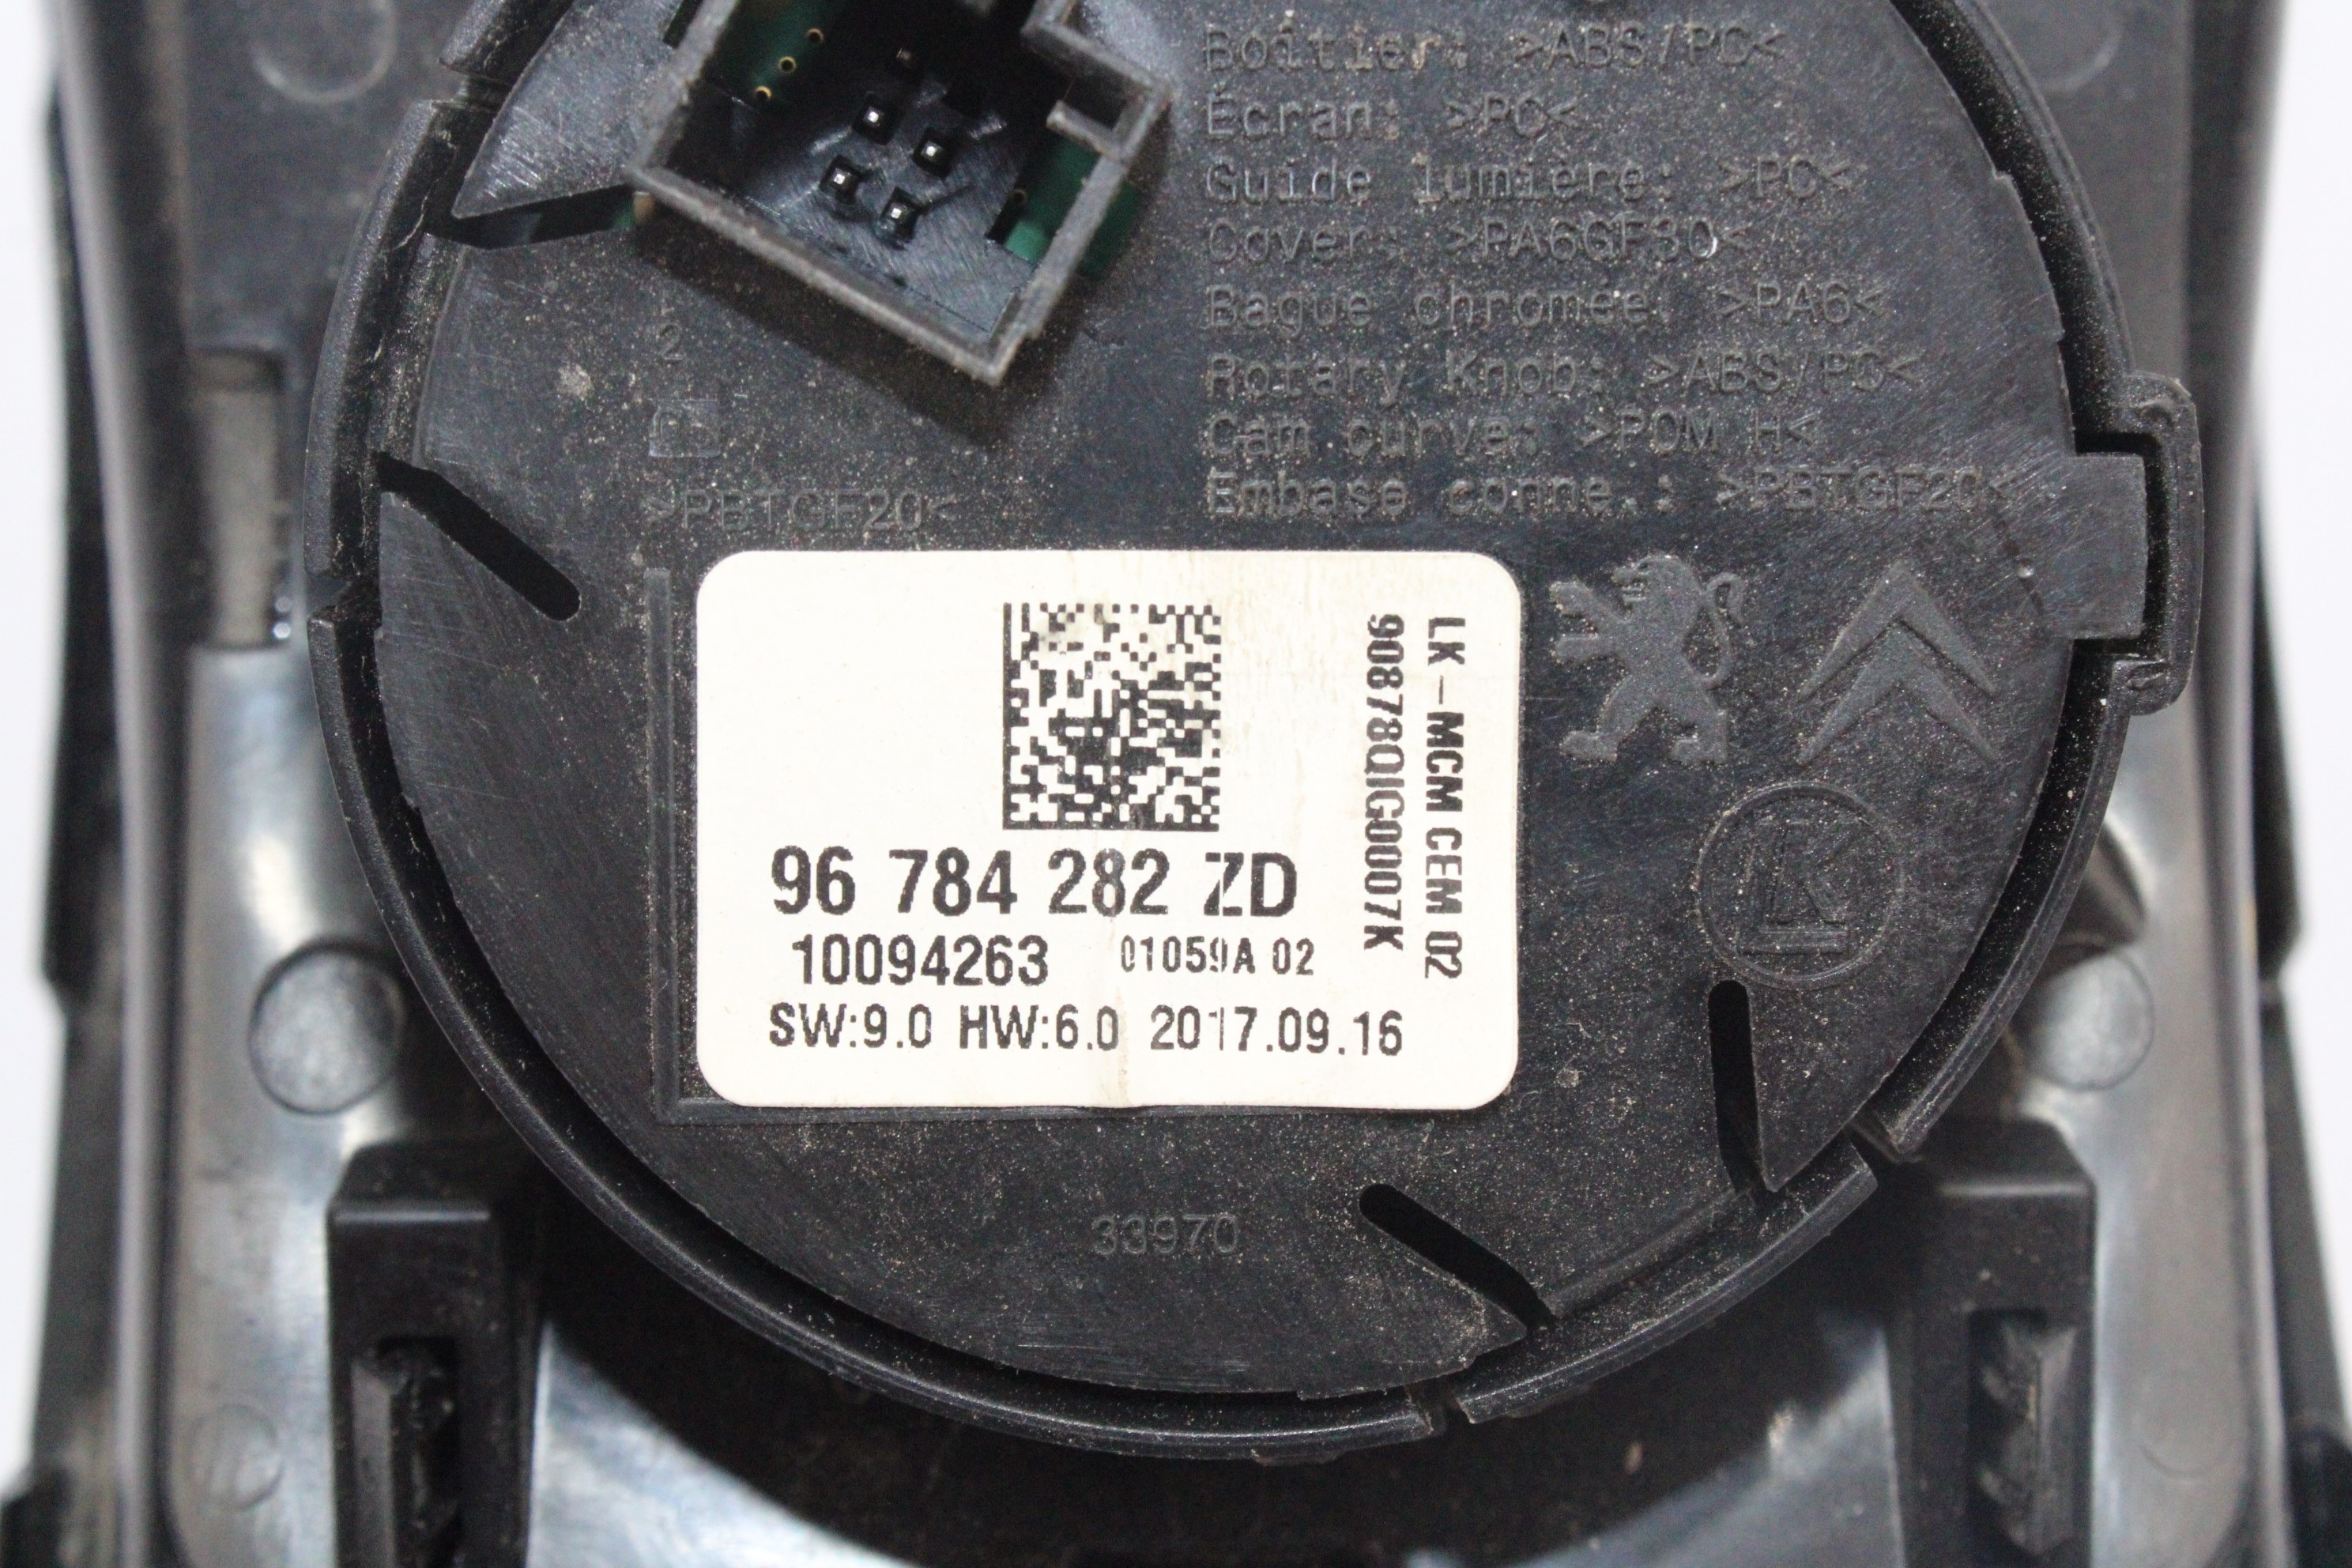 Boîtier: >ABS/PC<
Écran: >PC<
Guide lumière: >PC<
Cover: >PA6GF30<
Bague chromée: >PA6<
Rotary Knob: >ABS/PC<
Cam curve: >POM H<
Embase conne.: >PBTGF20<
2
>PBTGF20<
LK-MCM CEM 02
90878QIG0007K
96 784 282 ZD
10094263 01059A 02
SW:9.0 HW:6.0 2017.09.16
LK
33970